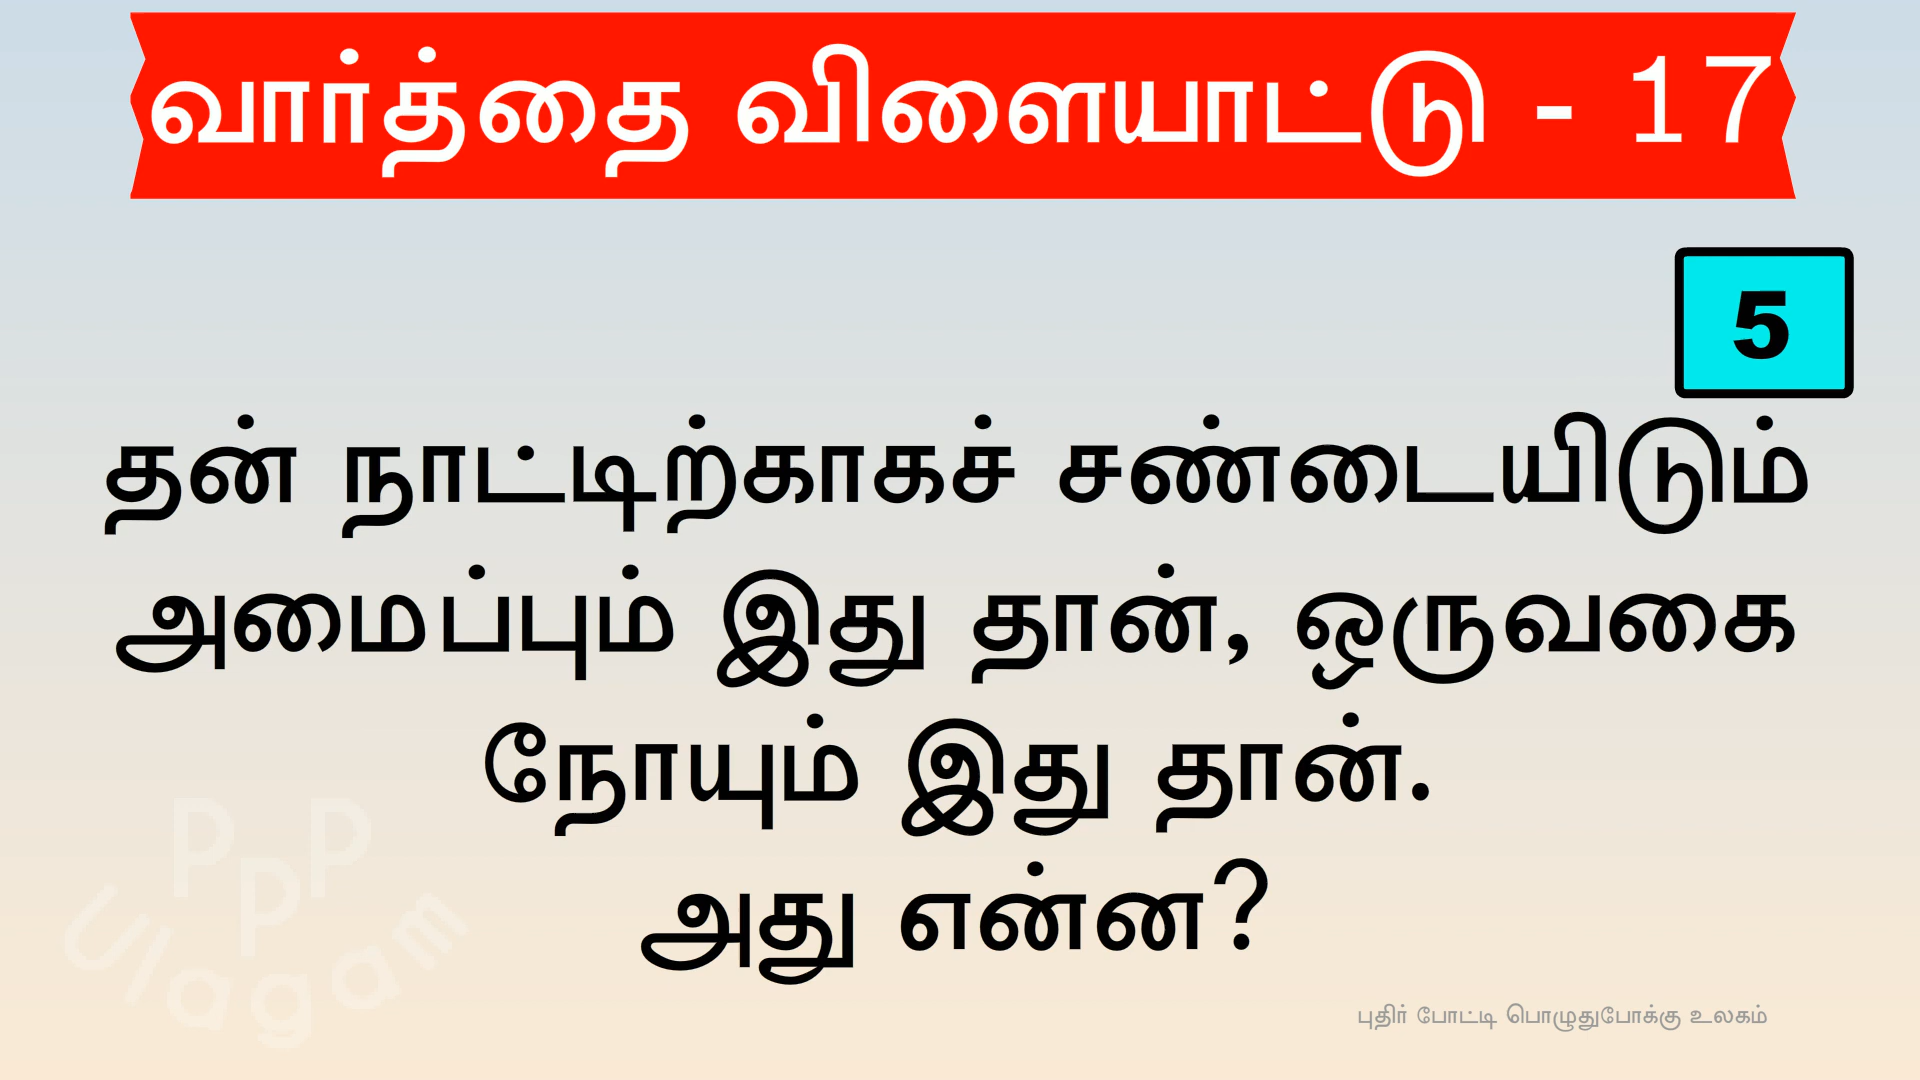 வார்த்தை விளையாட்டு - 17
5
தன் நாட்டிற்காகச் சண்டையிடும்
அமைப்பும் இது தான், ஒருவகை
நோயும் இது தான்.
அது என்ன?
PPP
Ulagam
புதிர் போட்டி பொழுதுபோக்கு உலகம்